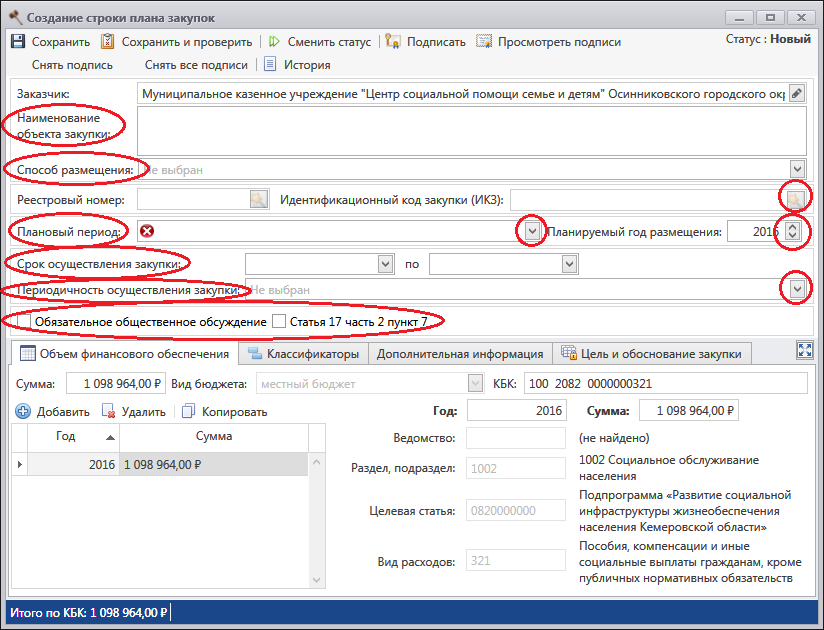 Создание строки плана закупок
Сохранить Сохранить и проверить Сменить статус Подписать Просмотреть подписи Статус : Новый
Снять подпись Снять все подписи История
Заказчик: Муниципальное казенное учреждение "Центр социальной помощи семье и детям" Осинниковского городского окр
Наименование
объекта закупки:
Способ размещения: Не выбран
Реестровый номер: Идентификационный код закупки (ИКЗ):
Плановый период: Планируемый год размещения: 2016
Срок осуществления закупки: по
Периодичность осуществления закупки: Не выбран
Обязательное общественное обсуждение Статья 17 часть 2 пункт 7
Объем финансового обеспечения Классификаторы Дополнительная информация Цель и обоснование закупки
Сумма: 1 098 964,00 ₽ Вид бюджета: местный бюджет КБК: 100 2082 0000000321
Добавить Удалить Копировать
Год Сумма
2016 1 098 964,00 ₽
Год: 2016 Сумма: 1 098 964,00 ₽
Ведомство: (не найдено)
Раздел, подраздел: 1002 1002 Социальное обслуживание
населения
Целевая статья: 0820000000 Подпрограмма «Развитие социальной
инфраструктуры жизнеобеспечения
населения Кемеровской области»
Вид расходов: 321 Пособия, компенсации и иные
социальные выплаты гражданам, кроме
публичных нормативных обязательств
Итого по КБК: 1 098 964,00 ₽